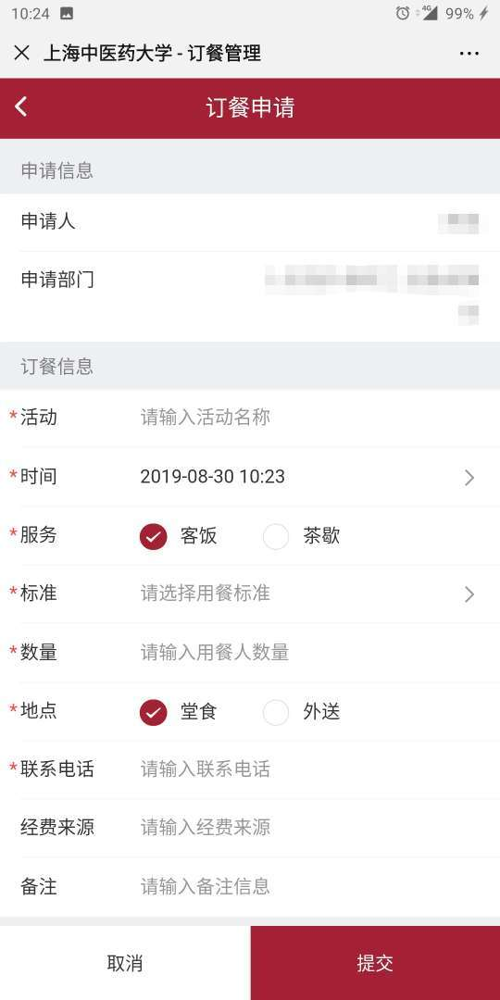 10:24 4G 99%
上海中医药大学 - 订餐管理
订餐申请
申请信息
申请人
申请部门
订餐信息
*活动 请输入活动名称
*时间 2019-08-30 10:23
*服务 客饭 茶歇
*标准 请选择用餐标准
*数量 请输入用餐人数量
*地点 堂食 外送
*联系电话 请输入联系电话
经费来源 请输入经费来源
备注 请输入备注信息
取消 提交